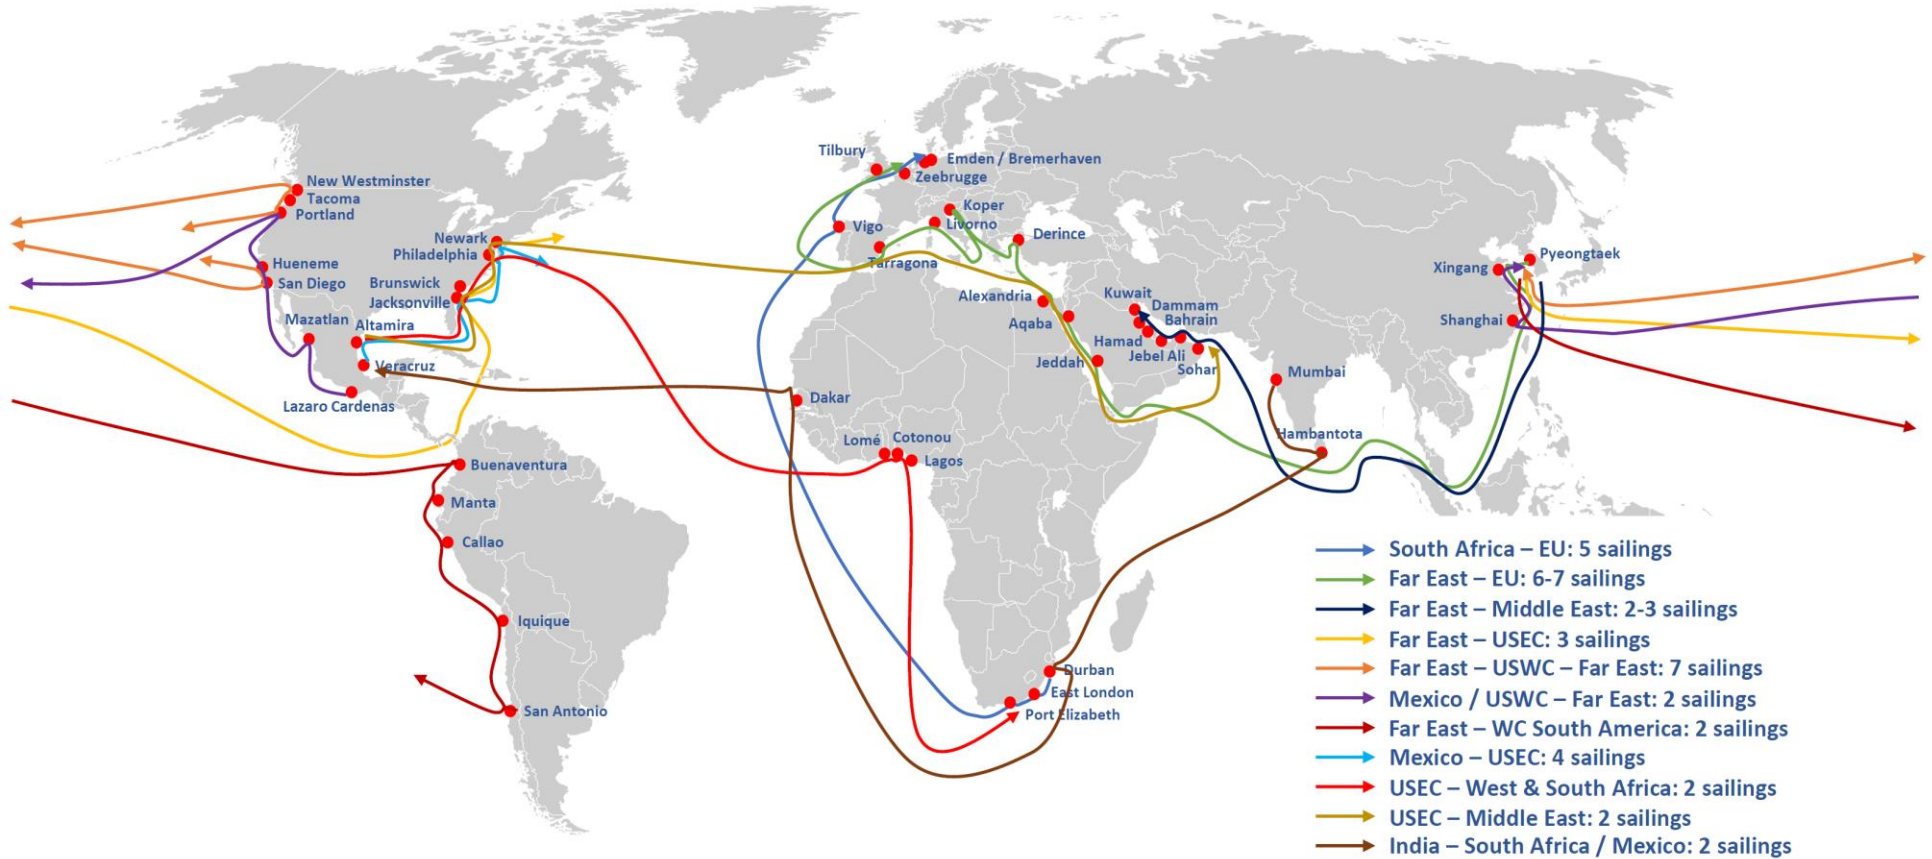 Tilbury
Emden / Bremerhaven
Zeebrugge
New Westminster
Tacoma
Portland
Koper
Livorno
Vigo
Derince
Newark
Philadelphia
Tarragona
Pyeongtaek
Xingang
Hueneme
San Diego
Brunswick
Jacksonville
Alexandria
Kuwait
Dammam
Bahrain
Aqaba
Shanghai
Mazatlan
Altamira
Hamad
Jebel Ali
Jeddah
Sohar
Veracruz
Mumbai
Lazaro Cardenas
Dakar
Hambantota
Lomé
Cotonou
Lagos
Buenaventura
Manta
Callao
Iquique
San Antonio
Durban
East London
Port Elizabeth
South Africa – EU: 5 sailings
Far East – EU: 6-7 sailings
Far East – Middle East: 2-3 sailings
Far East – USEC: 3 sailings
Far East – USWC – Far East: 7 sailings
Mexico / USWC – Far East: 2 sailings
Far East – WC South America: 2 sailings
Mexico – USEC: 4 sailings
USEC – West & South Africa: 2 sailings
USEC – Middle East: 2 sailings
India – South Africa / Mexico: 2 sailings